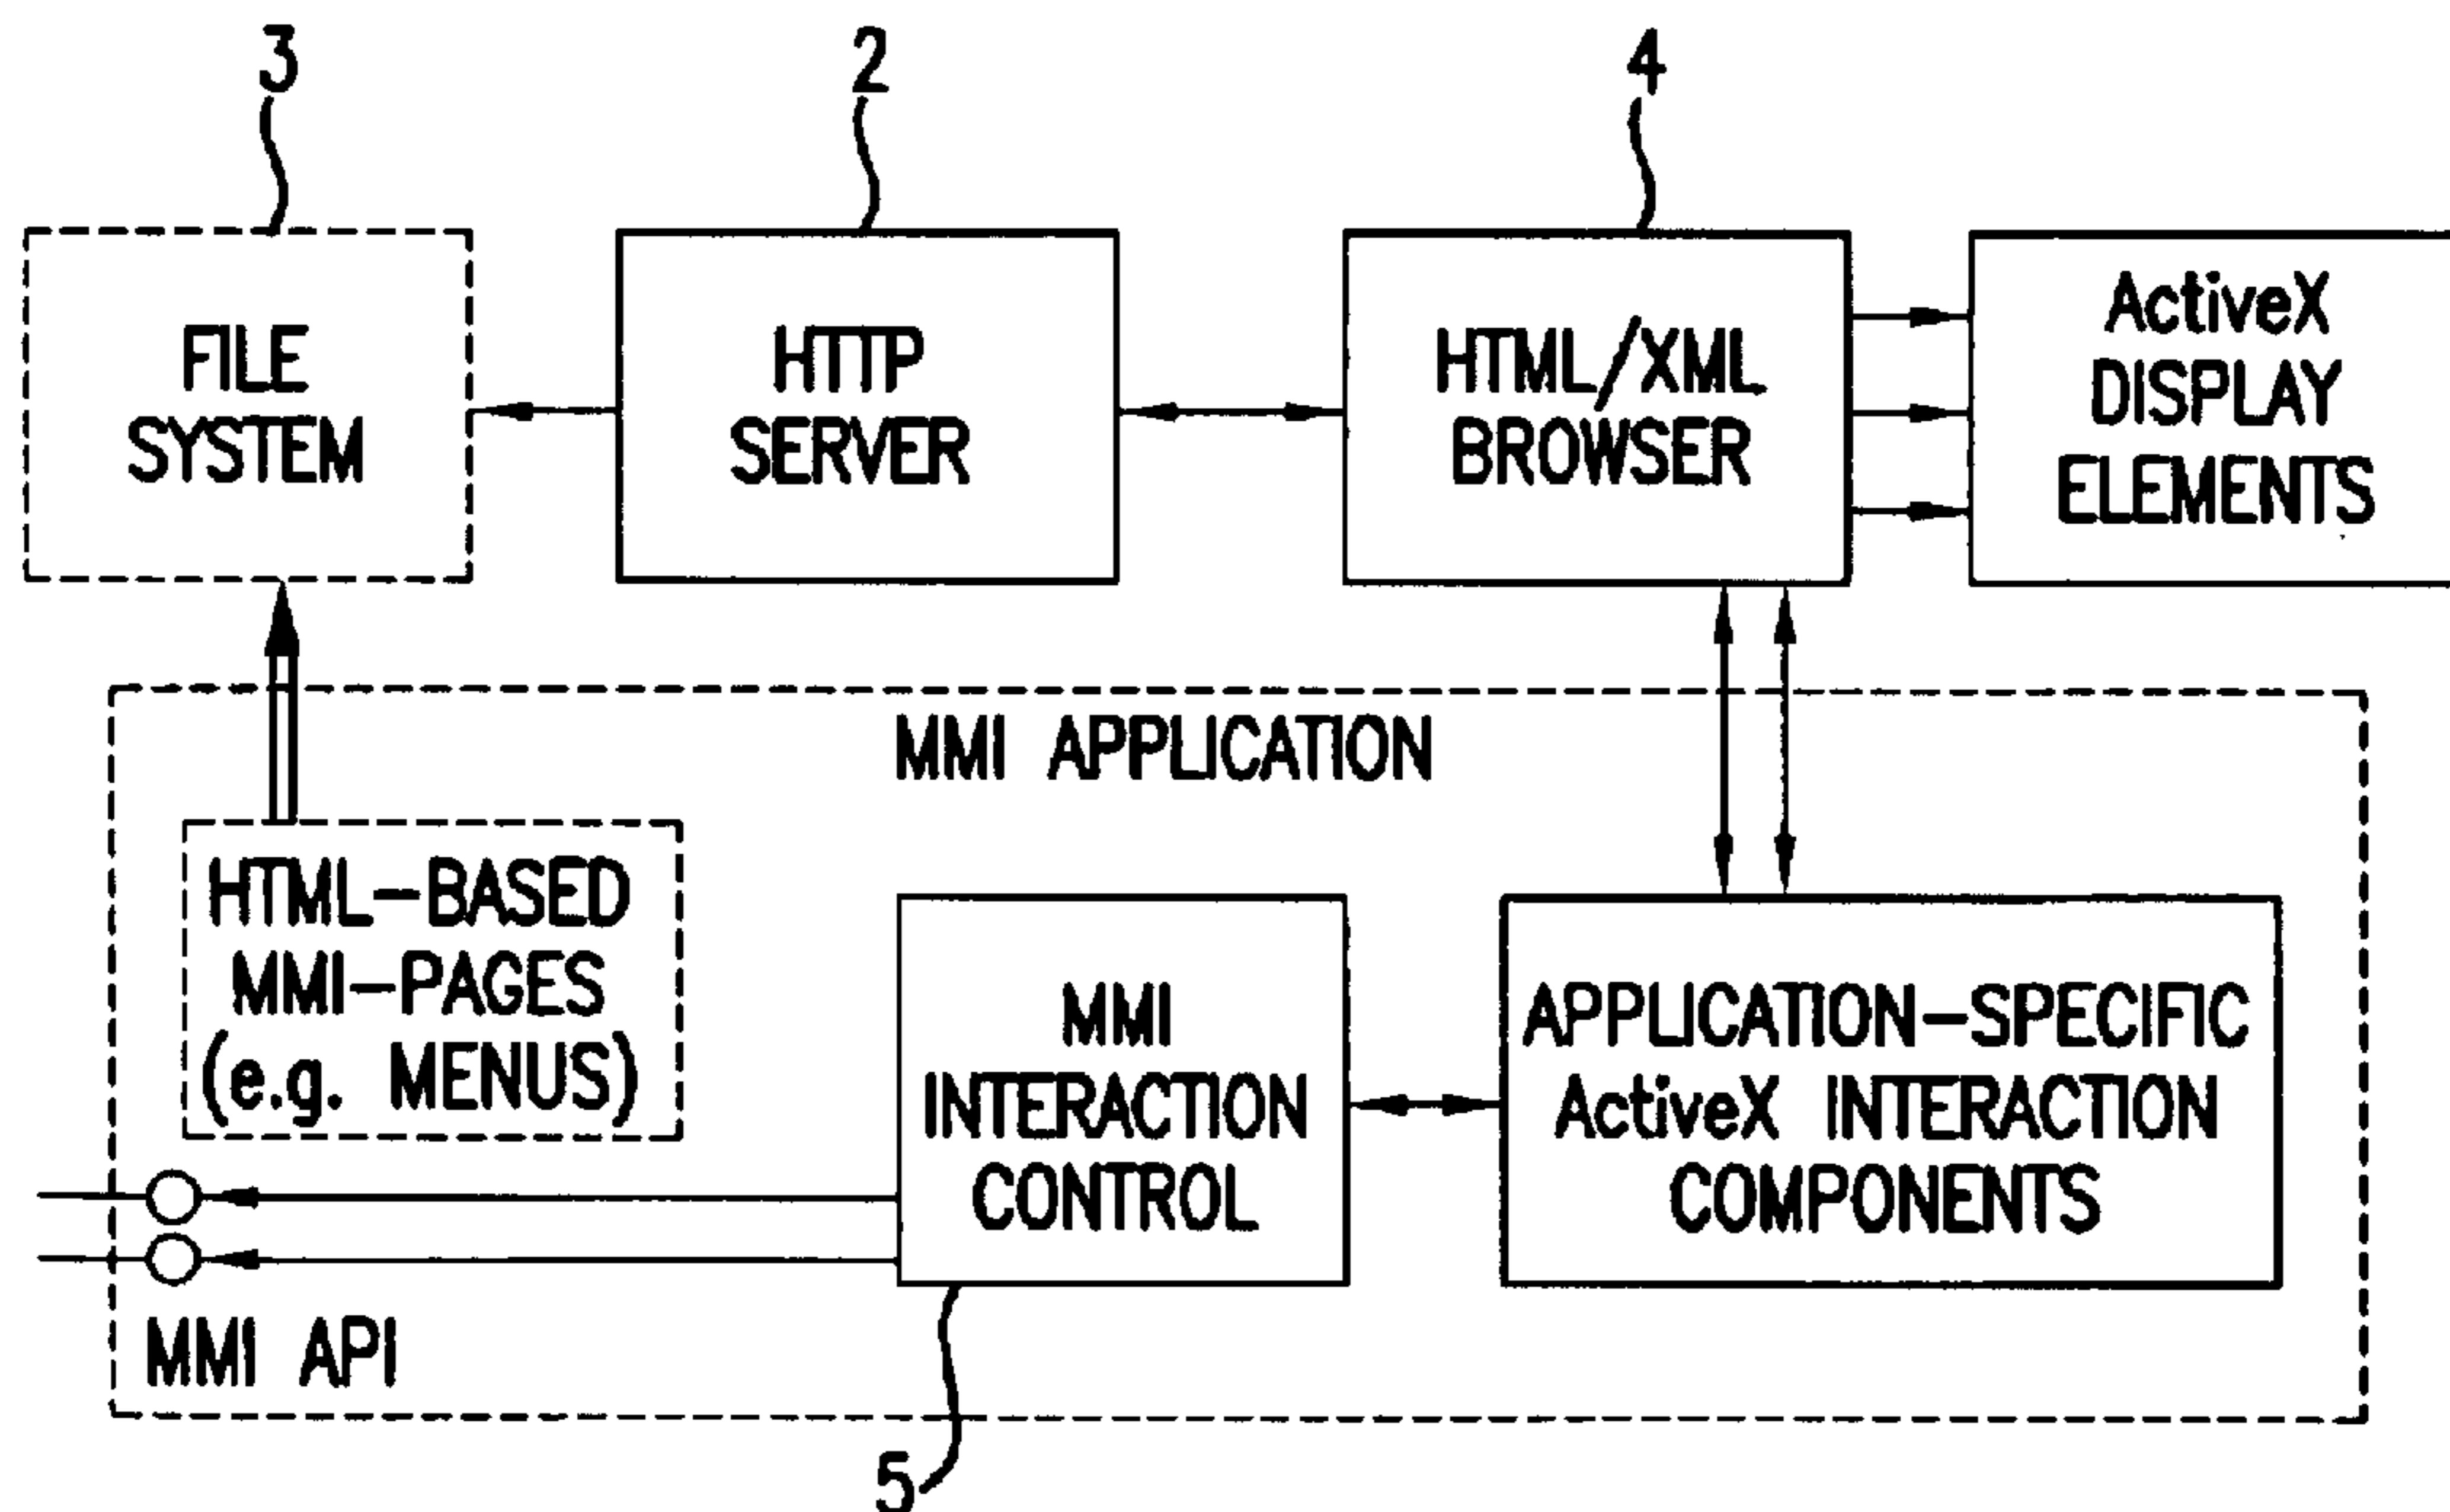 3
2
4
FILE
SYSTEM
HTTP
SERVER
HTML/XML
BROWSER
ActiveX
DISPLAY
ELEMENTS
MMI APPLICATION
HTML-BASED
MMI-PAGES
(e.g. MENUS)
MMI
INTERACTION
CONTROL
APPLICATION-SPECIFIC
ActiveX INTERACTION
COMPONENTS
MMI API
5